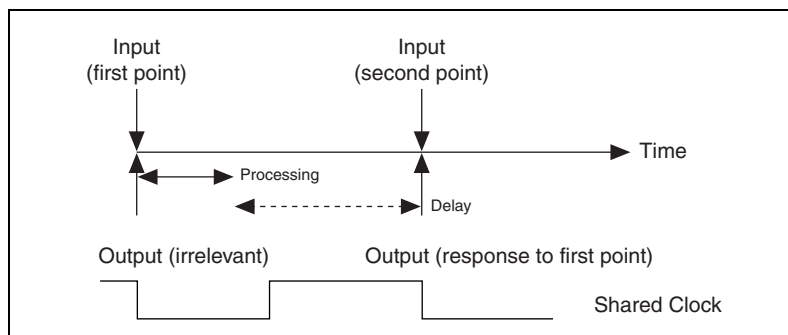 Input
(first point)
Input
(second point)
Time
Processing
Delay
Output (irrelevant)
Output (response to first point)
Shared Clock